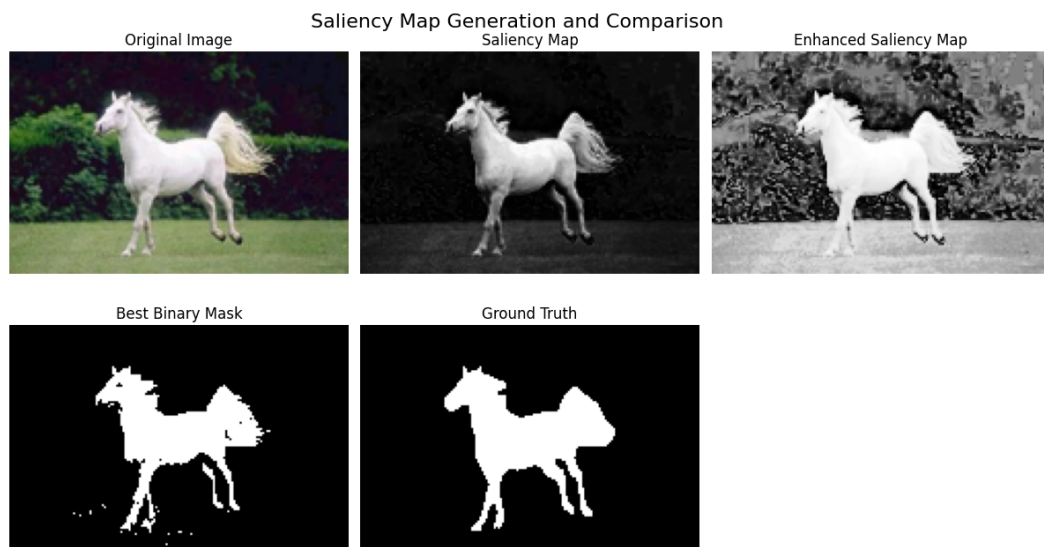 Saliency Map Generation and Comparison
Original Image
Saliency Map
Enhanced Saliency Map
Best Binary Mask
Ground Truth